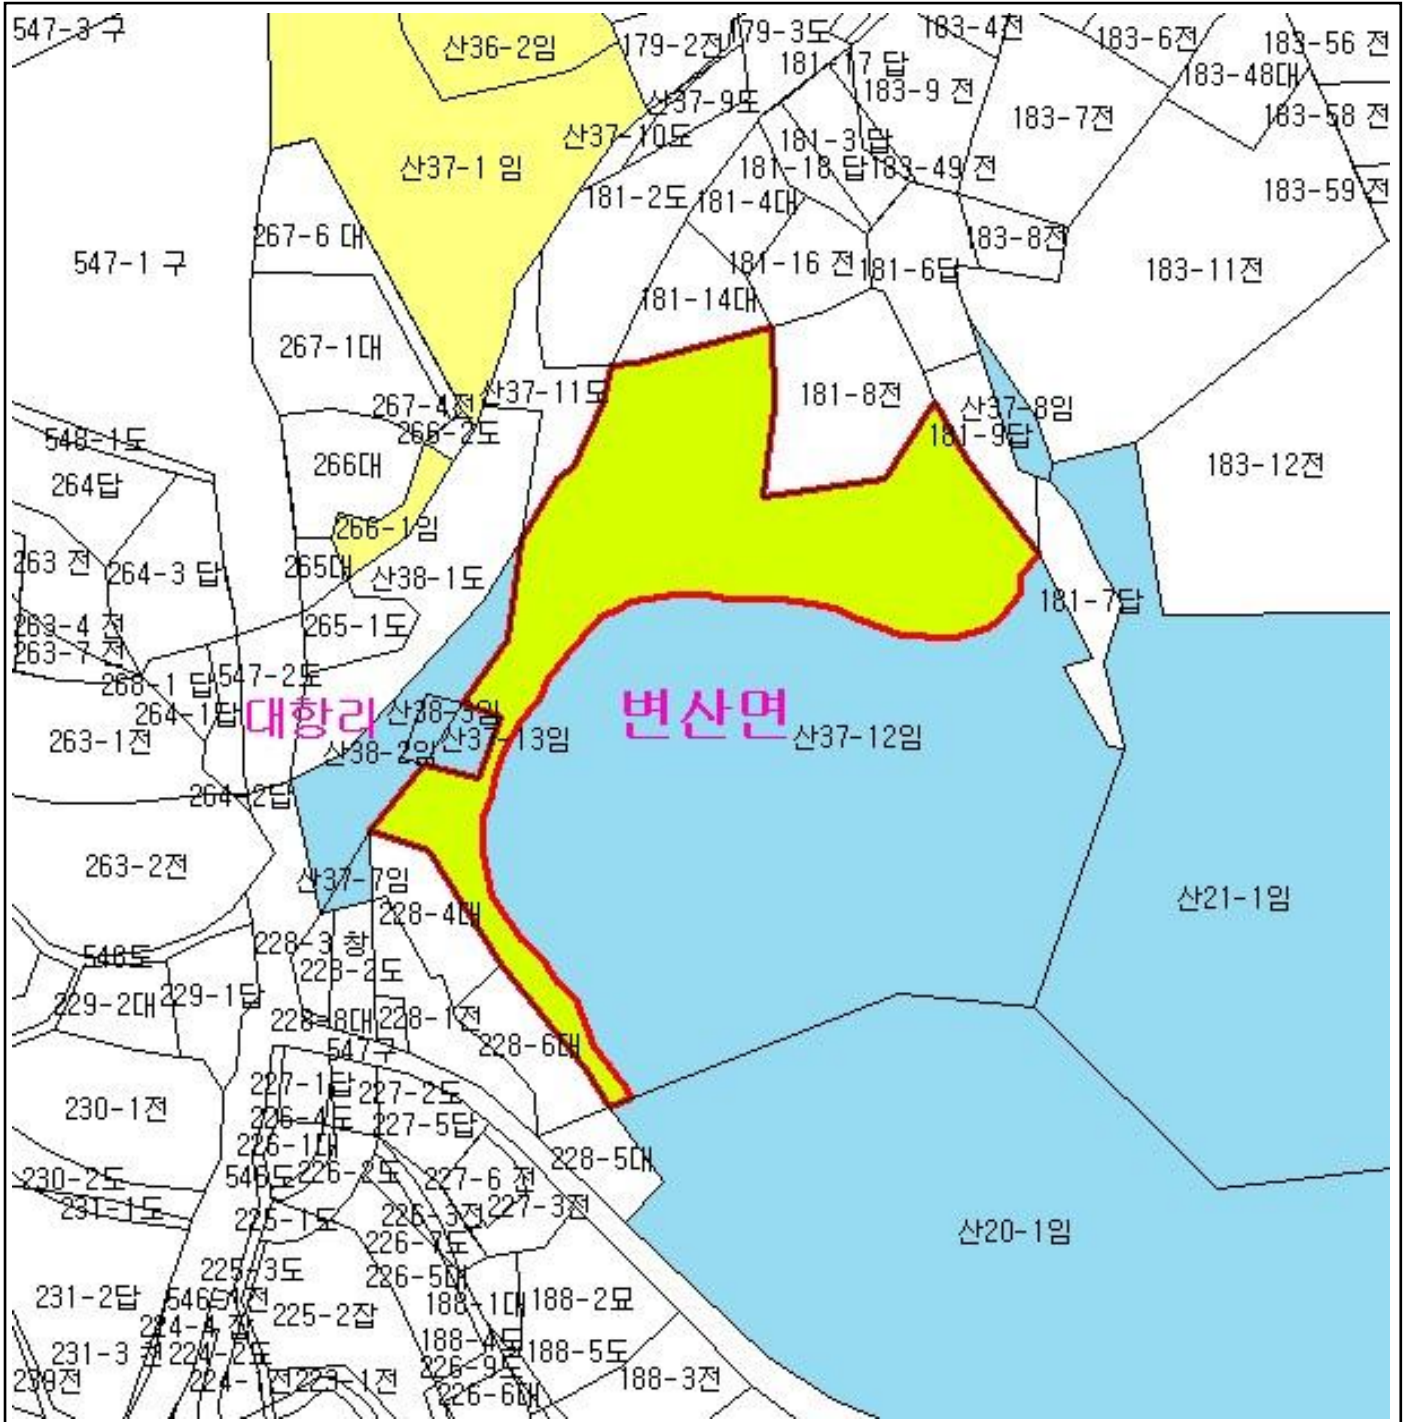 547-3 구
산36-2임
179-2전
79-3도
183-4전
183-6전
183-56 전
181-17 답
183-48대
183-9 전
산37-9도
183-7전
183-58 전
산37-10도
181-3 답
산37-1 임
181-18 답
183-49 전
183-59 전
181-2도
181-4대
267-6 대
183-8전
547-1 구
181-16 전
181-6답
183-11전
181-14대
267-1대
산37-11도
181-8전
267-4전
산37-8임
266-2도
181-9답
548-1도
266대
183-12전
264답
266-1임
263 전
264-3 답
265대
산38-1도
181-7답
263-4 전
265-1도
263-7 전
268-1 답
547-2도
264-1답
대항리
산38-3임
변산면
263-1전
산38-2임
산37-13임
산37-12임
264-2답
263-2전
산37-7임
산21-1임
228-4대
228-3 창
548도
228-2도
229-2대
229-1답
228-8대
228-1전
547구
228-6대
227-1답
227-2도
230-1전
226-4도
227-5답
226-1대
228-5대
230-2도
546도
226-2도
227-6 전
231-1도
225-1도
226-3전
227-3전
226-7도
산20-1임
225-3도
226-5대
231-2답
225-2잡
188-1대
188-2묘
224-4 잡
231-3 전
224-2도
188-5도
226-9도
239전
223-1전
226-6대
188-3전